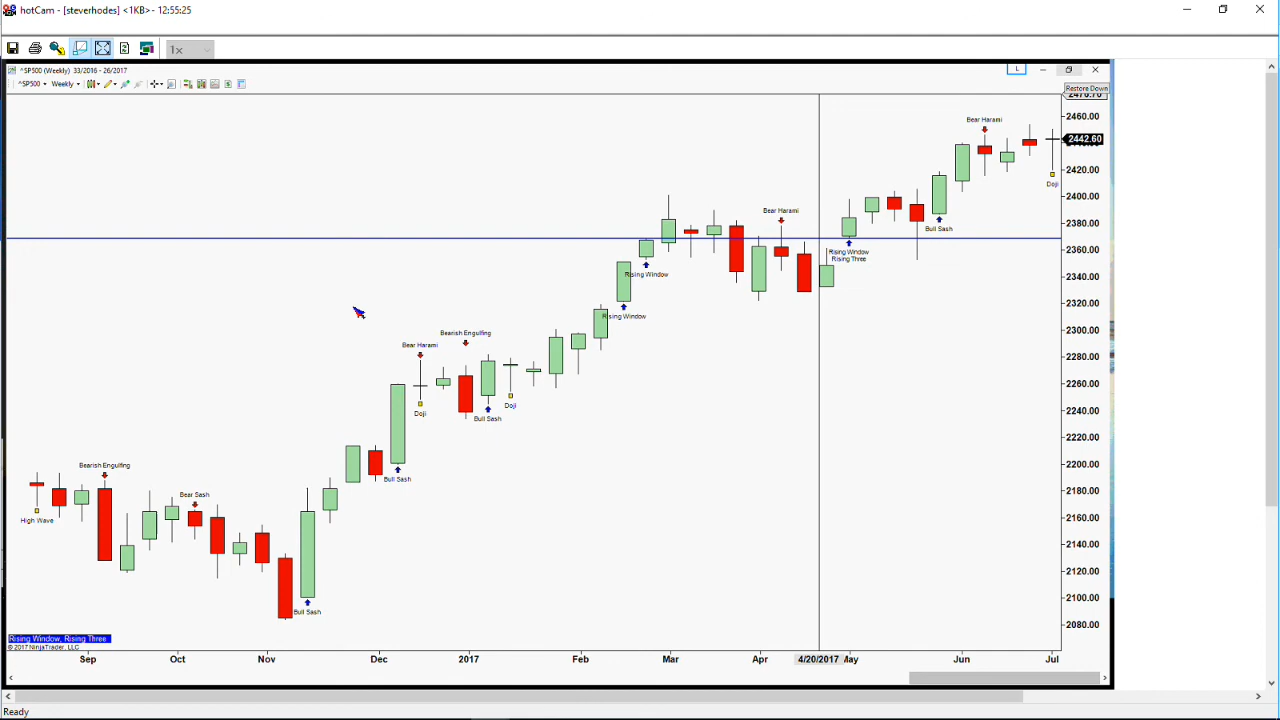 hotCam - [steverhodes] <1KB> - 12:55:25
1x
^SP500 (Weekly) 33/2016 - 26/2017
L
^SP500 Weekly
Restore Down
2460.00
Bear Harami
2442.60
2420.00
Doji
2400.00
Bear Harami
2380.00
Bull Sash
Rising Window
Rising Three
2360.00
Rising Window
2340.00
2320.00
Rising Window
2300.00
Bearish Engulfing
Bear Harami
2280.00
2260.00
2240.00
Doji
Doji
Bull Sash
2220.00
2200.00
Bearish Engulfing
Bull Sash
2180.00
Bear Sash
High Wave
2160.00
2140.00
2120.00
2100.00
Bull Sash
2080.00
Rising Window, Rising Three
© 2017 NinjaTrader, LLC
Sep Oct Nov Dec 2017 Feb Mar Apr 4/20/2017 May Jun Jul
Ready